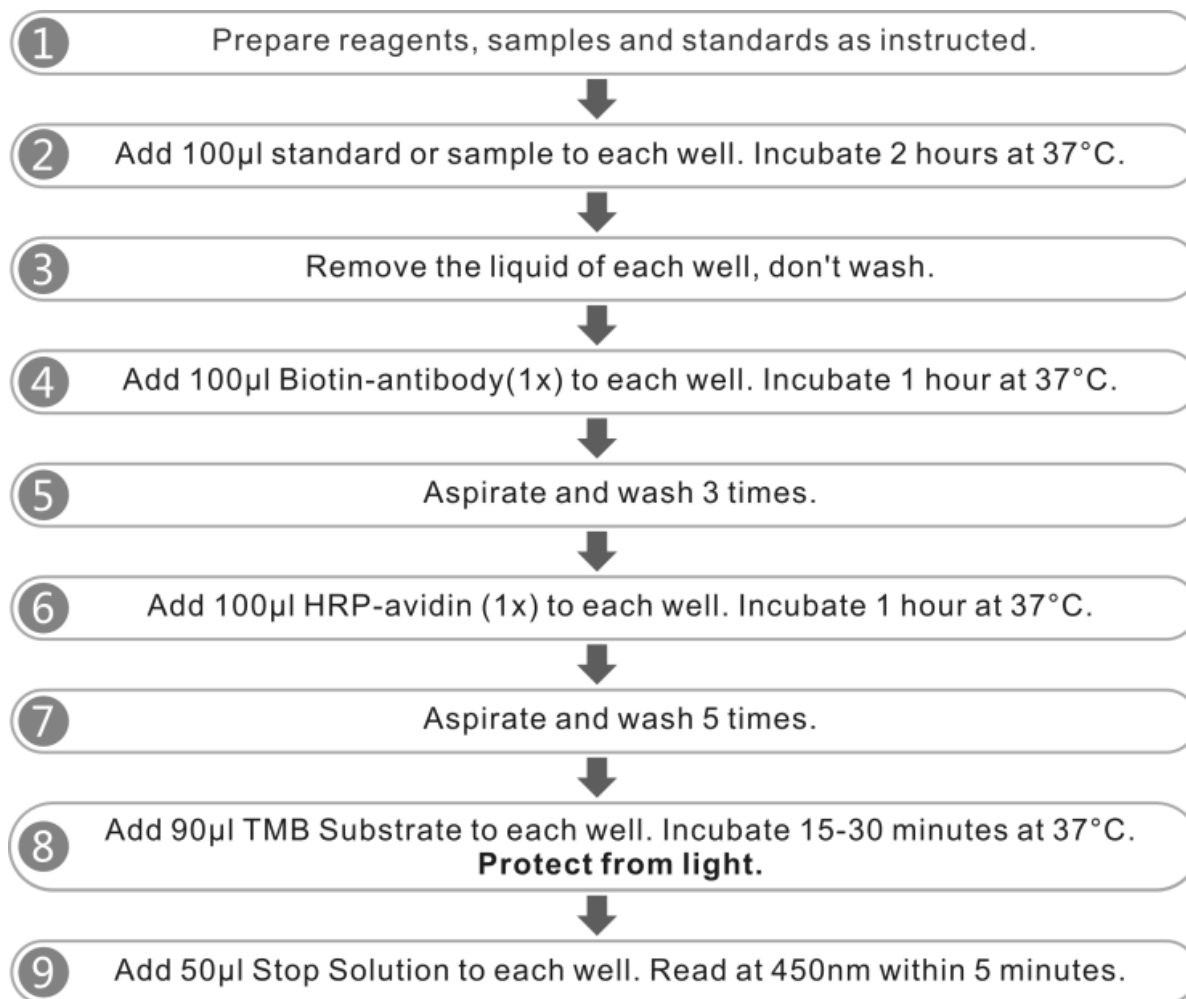 1 Prepare reagents, samples and standards as instructed.
2 Add 100µl standard or sample to each well. Incubate 2 hours at 37°C.
3 Remove the liquid of each well, don't wash.
4 Add 100µl Biotin-antibody(1x) to each well. Incubate 1 hour at 37°C.
5 Aspirate and wash 3 times.
6 Add 100µl HRP-avidin (1x) to each well. Incubate 1 hour at 37°C.
7 Aspirate and wash 5 times.
8 Add 90µl TMB Substrate to each well. Incubate 15-30 minutes at 37°C.
Protect from light.
9 Add 50µl Stop Solution to each well. Read at 450nm within 5 minutes.